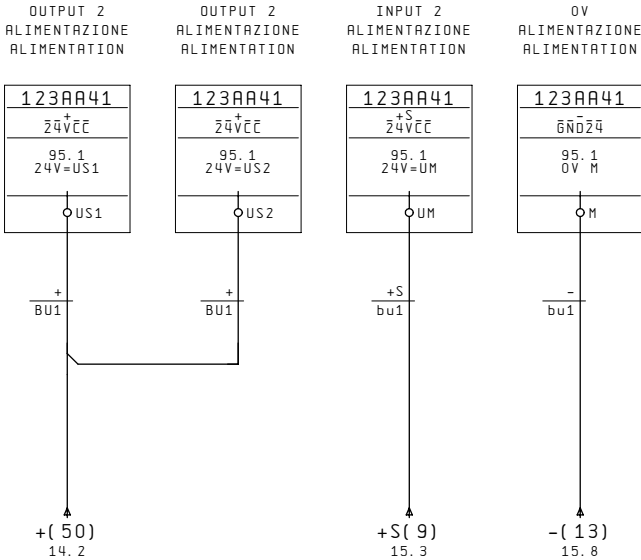 OUTPUT 2
ALIMENTAZIONE
ALIMENTATION
OUTPUT 2
ALIMENTAZIONE
ALIMENTATION
INPUT 2
ALIMENTAZIONE
ALIMENTATION
0V
ALIMENTAZIONE
ALIMENTATION
123AA41
+
24VCC
95.1
24V=US1
US1
123AA41
+
24VCC
95.1
24V=US2
US2
123AA41
+S
24VCC
95.1
24V=UM
UM
123AA41
-
GND24
95.1
0V M
M
+
BU1
+
BU1
+S
bu1
-
bu1
+(50)
14.2
+S(9)
15.3
-(13)
15.8